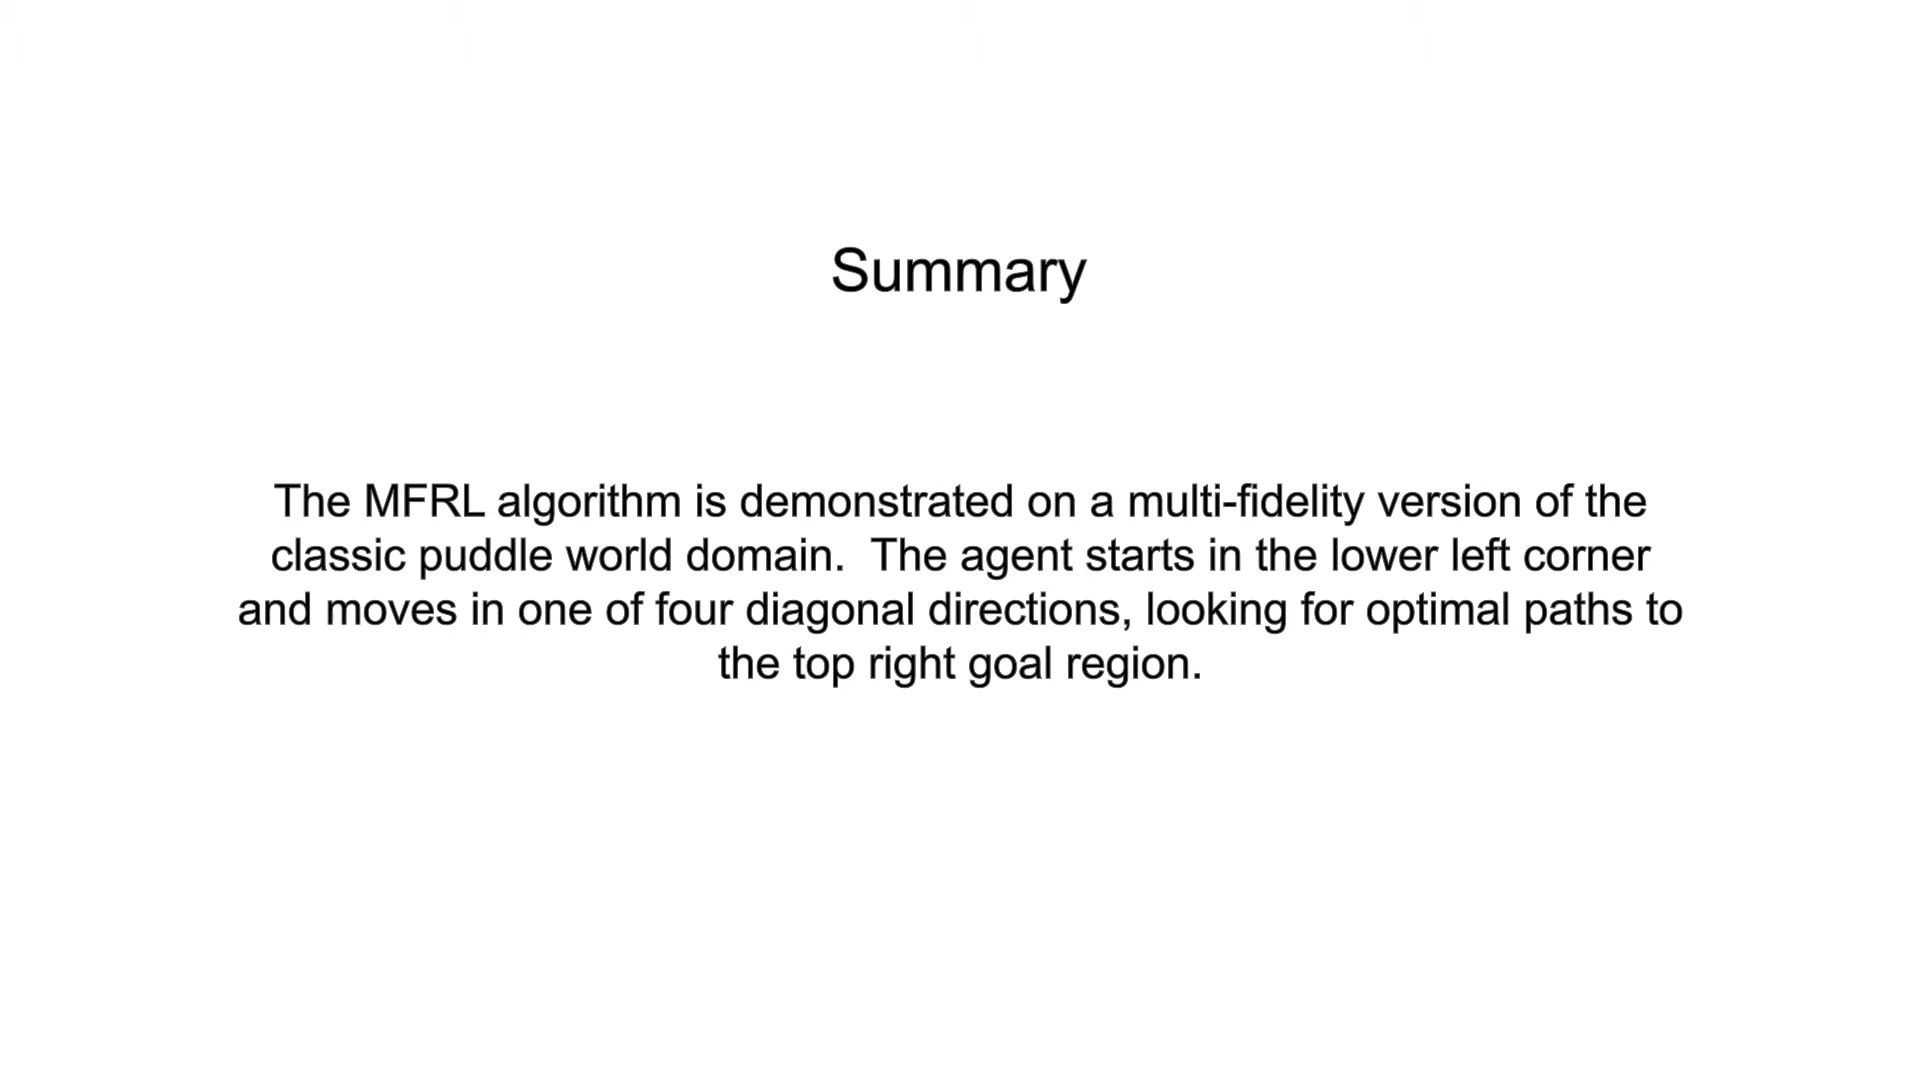 Summary
The MFRL algorithm is demonstrated on a multi-fidelity version of the
classic puddle world domain.  The agent starts in the lower left corner
and moves in one of four diagonal directions, looking for optimal paths to
the top right goal region.